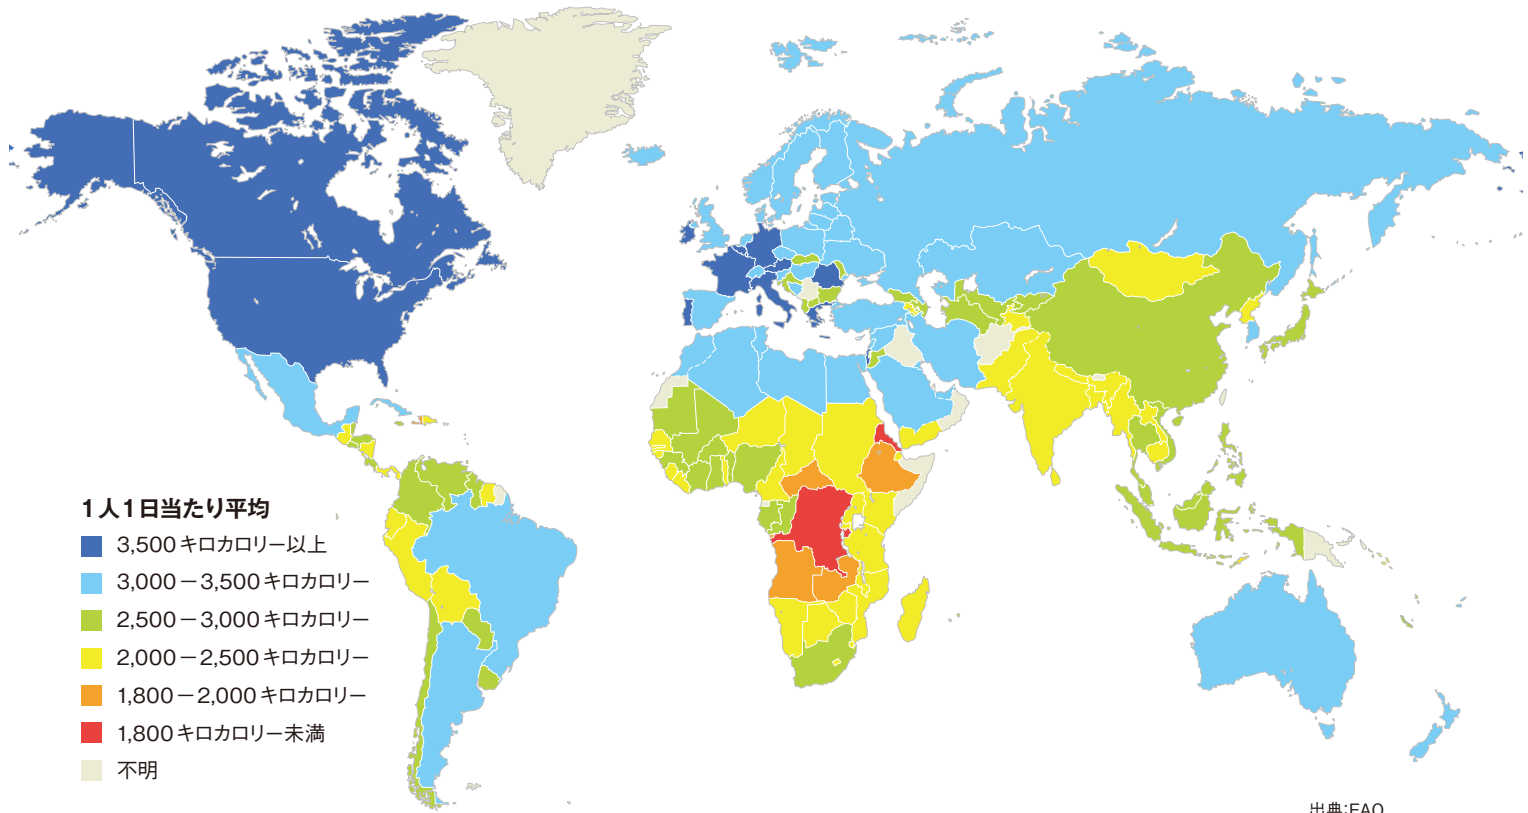 1人1日当たり平均
3,500キロカロリー以上
3,000－3,500キロカロリー
2,500－3,000キロカロリー
2,000－2,500キロカロリー
1,800－2,000キロカロリー
1,800キロカロリー未満
不明
出典：FAO